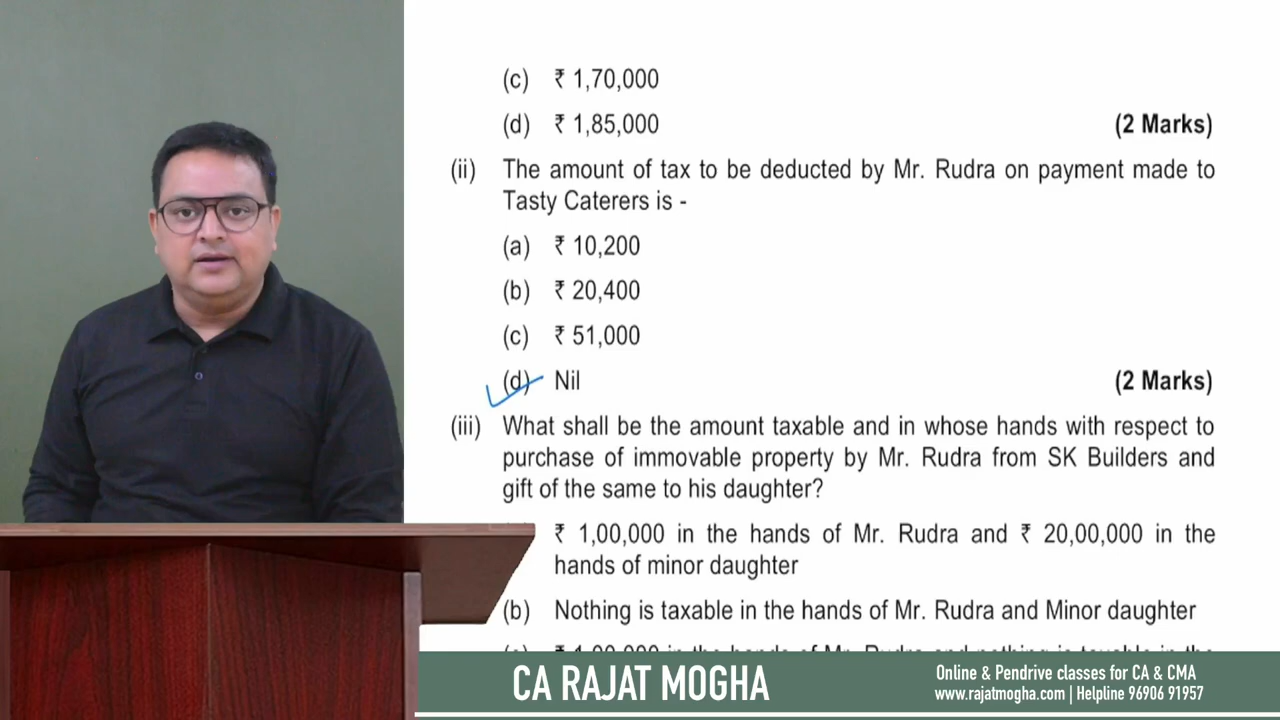 (c) ₹ 1,70,000
(d) ₹ 1,85,000 (2 Marks)
(ii) The amount of tax to be deducted by Mr. Rudra on payment made to
Tasty Caterers is -
(a) ₹ 10,200
(b) ₹ 20,400
(c) ₹ 51,000
(d) Nil (2 Marks)
(iii) What shall be the amount taxable and in whose hands with respect to
purchase of immovable property by Mr. Rudra from SK Builders and
gift of the same to his daughter?
₹ 1,00,000 in the hands of Mr. Rudra and ₹ 20,00,000 in the
hands of minor daughter
(b) Nothing is taxable in the hands of Mr. Rudra and Minor daughter
CA RAJAT MOGHA
Online & Pendrive classes for CA & CMA
www.rajatmogha.com | Helpline 96906 91957